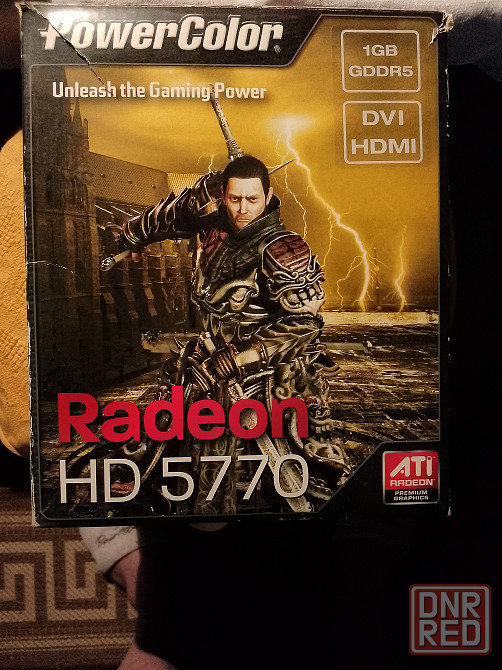 PowerColor
Unleash the Gaming Power
1GB
GDDR5
DVI
HDMI
Radeon
HD 5770
ATI
RADEON
PREMIUM
GRAPHICS
DNR
RED